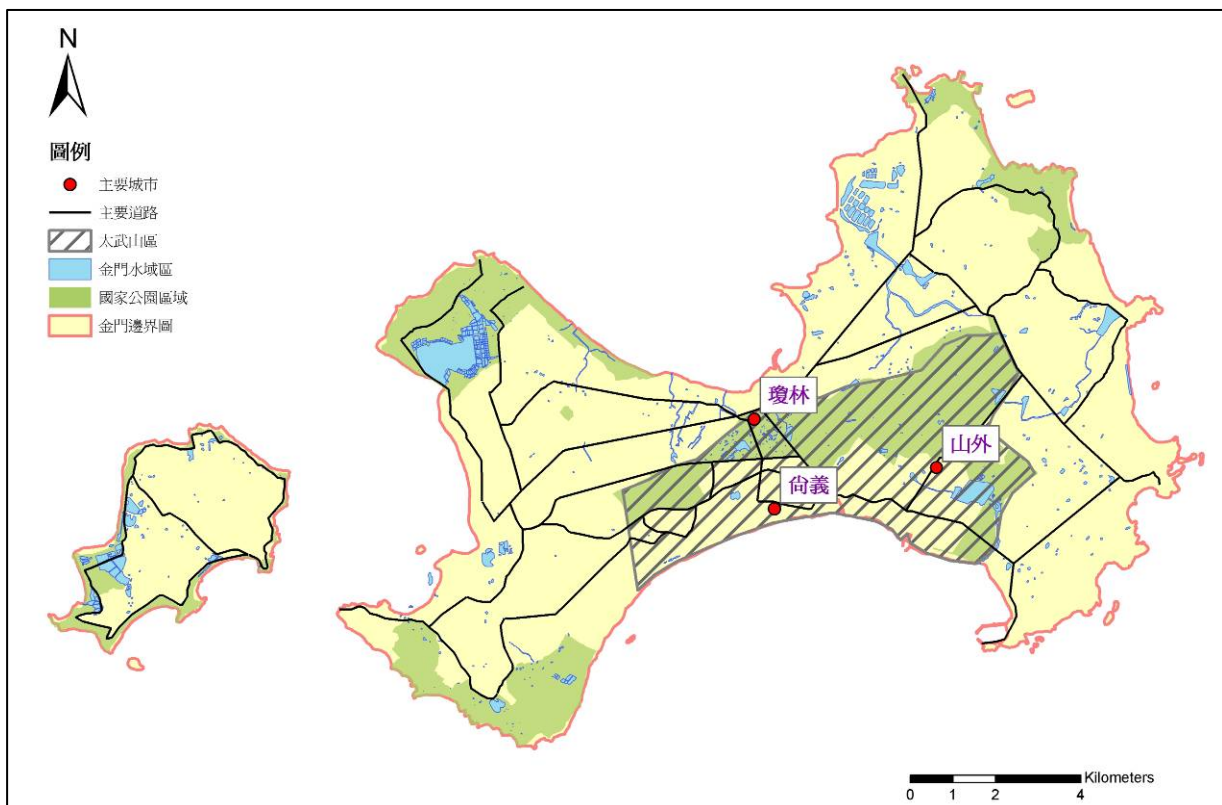 N
圖例
主要城市
主要道路
太武山區
金門水域區
國家公園區域
金門邊界圖
瓊林
山外
尙義
Kilometers
0 1 2 4